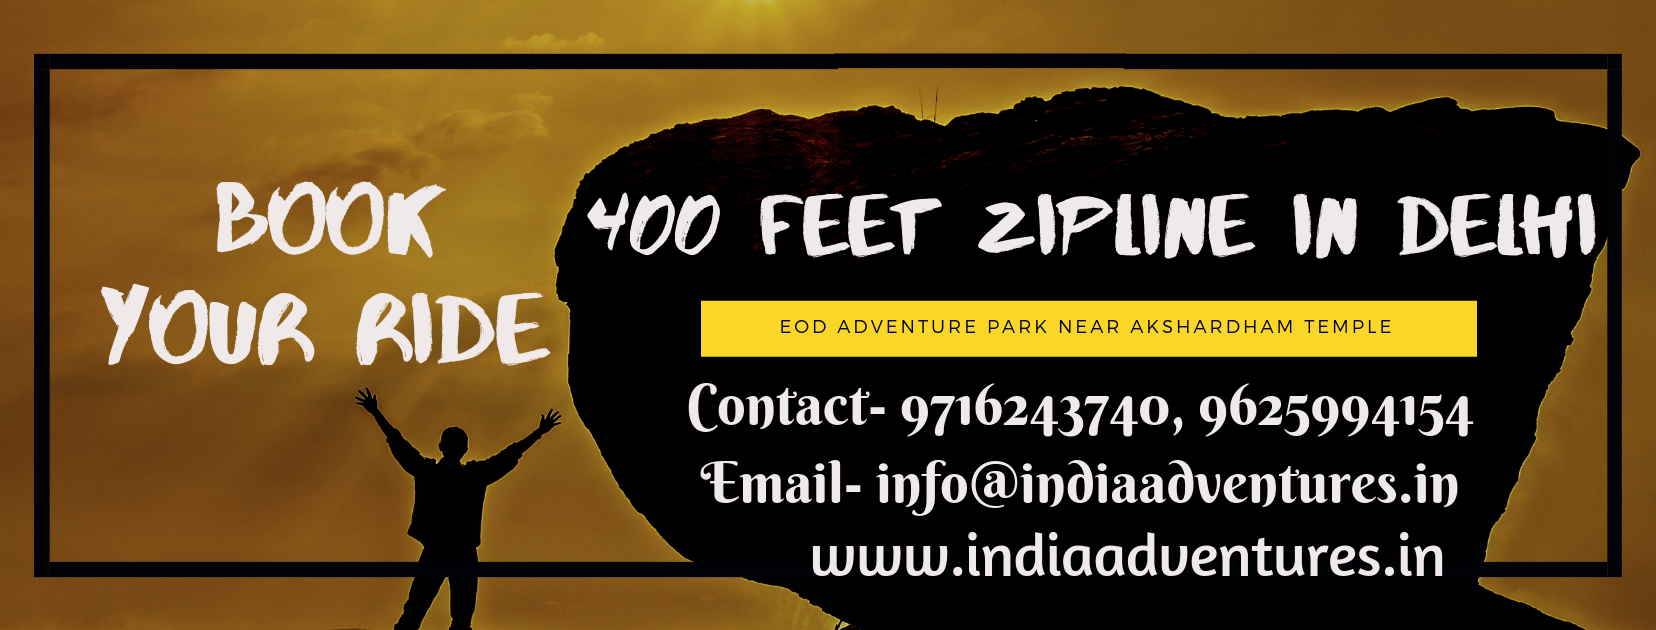 BOOK
YOUR RIDE
400 FEET ZIPLINE IN DELHI
EOD ADVENTURE PARK NEAR AKSHARDHAM TEMPLE
Contact- 9716243740, 9625994154
Email- info@indiaadventures.in
www.indiaadventures.in